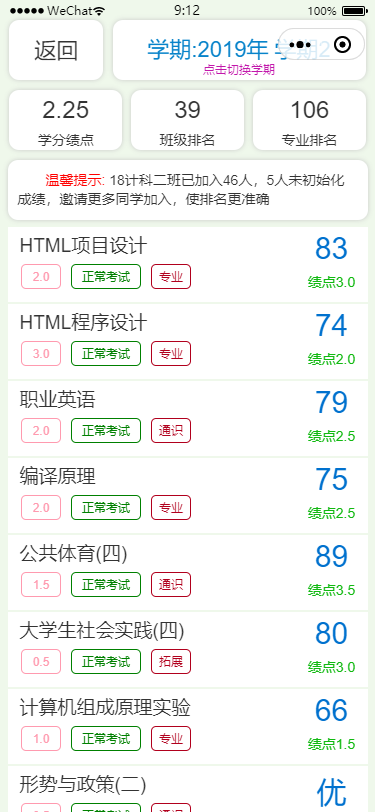 WeChat
9:12
100%
返回
学期:2019年 学期2
点击切换学期
2.25
39
106
学分绩点
班级排名
专业排名
温馨提示: 18计科二班已加入46人，5人未初始化
成绩，邀请更多同学加入，使排名更准确
HTML项目设计
83
2.0
正常考试
专业
绩点3.0
HTML程序设计
74
3.0
正常考试
专业
绩点2.0
职业英语
79
2.0
正常考试
通识
绩点2.5
编译原理
75
2.0
正常考试
专业
绩点2.5
公共体育(四)
89
1.5
正常考试
通识
绩点3.5
大学生社会实践(四)
80
0.5
正常考试
拓展
绩点3.0
计算机组成原理实验
66
1.0
正常考试
专业
绩点1.5
形势与政策(二)
优